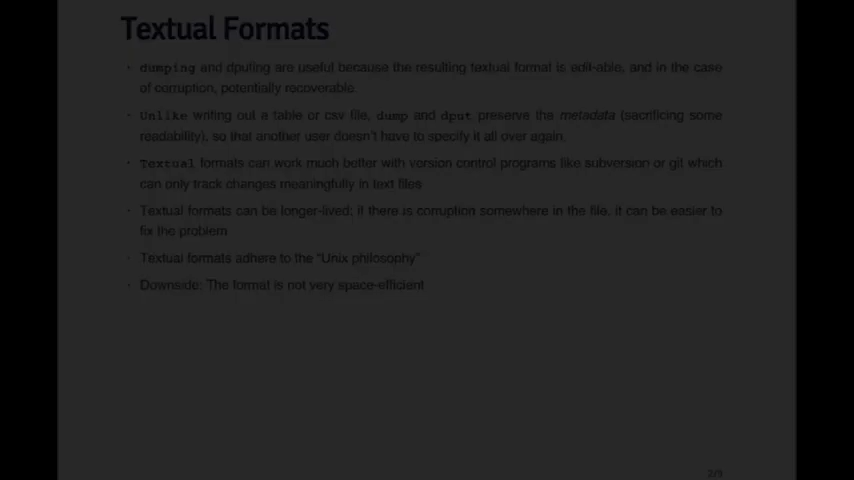 Textual Formats
· dumping and dputing are useful because the resulting textual format is edit-able, and in the case
of corruption, potentially recoverable.
· Unlike writing out a table or csv file, dump and dput preserve the metadata (sacrificing some
readability), so that another user doesn't have to specify it all over again.
· Textual formats can work much better with version control programs like subversion or git which
can only track changes meaningfully in text files
· Textual formats can be longer-lived; if there is corruption somewhere in the file, it can be easier to
fix the problem
· Textual formats adhere to the “Unix philosophy”
· Downside: The format is not very space-efficient
2/9